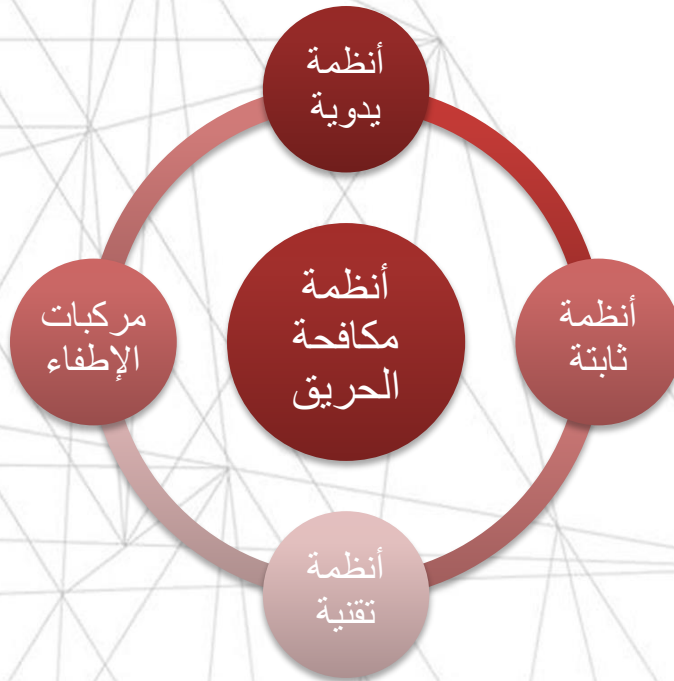 أنظمة
يدوية
أنظمة
مكافحة
الحريق
أنظمة
ثابتة
أنظمة
تقنية
مركبات
الإطفاء